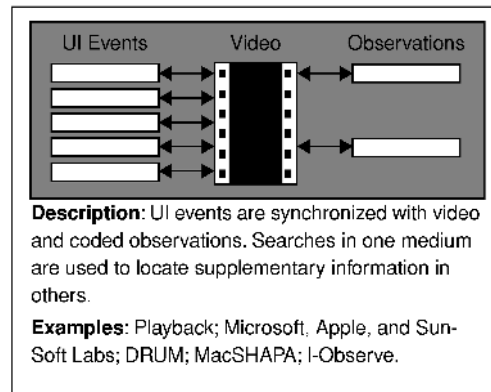 UI Events Video Observations
Description: UI events are synchronized with video
and coded observations. Searches in one medium
are used to locate supplementary information in
others.
Examples: Playback; Microsoft, Apple, and Sun-
Soft Labs; DRUM; MacSHAPA; I-Observe.